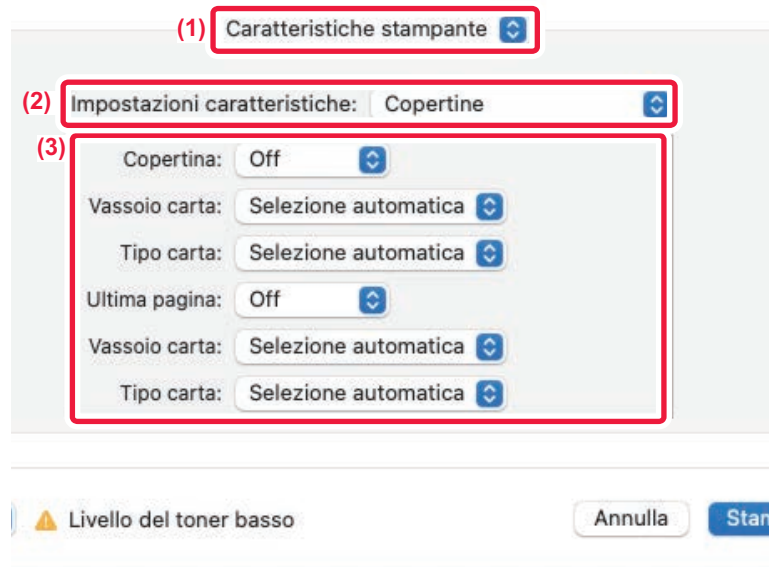 (1) Caratteristiche stampante
(2) Impostazioni caratteristiche: Copertine
(3)
Copertina: Off
Vassoio carta: Selezione automatica
Tipo carta: Selezione automatica
Ultima pagina: Off
Vassoio carta: Selezione automatica
Tipo carta: Selezione automatica
Livello del toner basso Annulla Stam